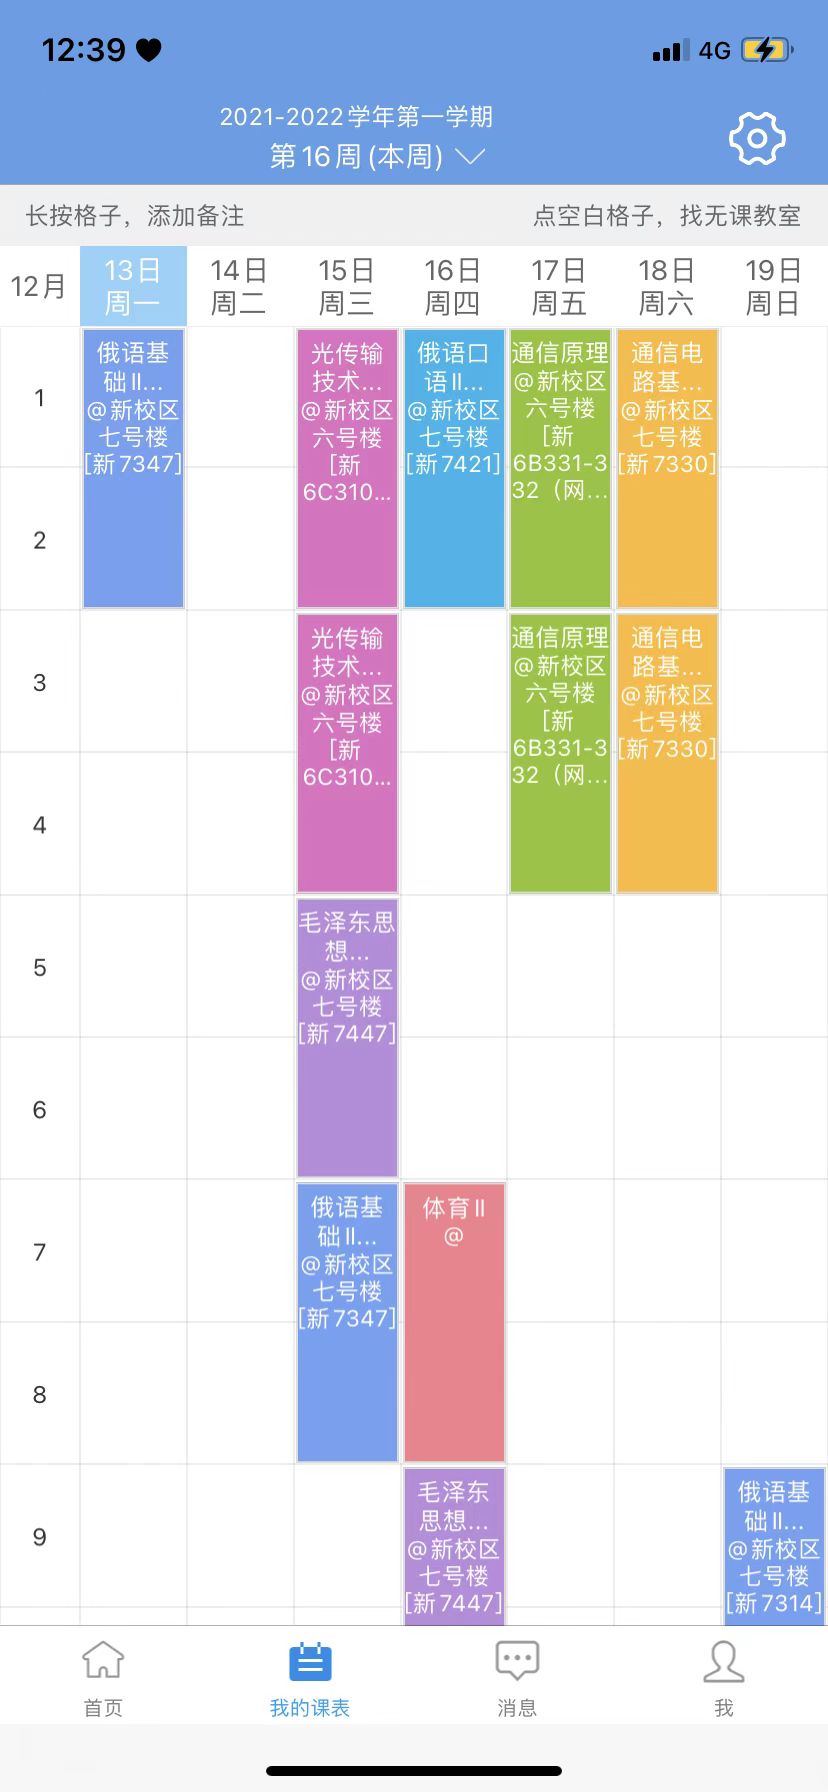 12:39
4G
2021-2022学年第一学期
第16周(本周)
长按格子，添加备注
点空白格子，找无课教室
12月
13日
周一
14日
周二
15日
周三
16日
周四
17日
周五
18日
周六
19日
周日
1
俄语基
础Ⅱ...
@新校区
七号楼
[新7347]
光传输
技术...
@新校区
六号楼
[新
6C310...
俄语口
语Ⅱ...
@新校区
七号楼
[新7421]
通信原理
@新校区
六号楼
[新
6B331-3
32（网...
通信电
路基...
@新校区
七号楼
[新7330]
2
3
光传输
技术...
@新校区
六号楼
[新
6C310...
通信原理
@新校区
六号楼
[新
6B331-3
32（网...
通信电
路基...
@新校区
七号楼
[新7330]
4
5
毛泽东思
想...
@新校区
七号楼
[新7447]
6
7
俄语基
础Ⅱ...
@新校区
七号楼
[新7347]
体育Ⅱ
@
8
9
毛泽东
思想...
@新校区
七号楼
[新7447]
俄语基
础Ⅱ...
@新校区
七号楼
[新7314]
首页
我的课表
消息
我